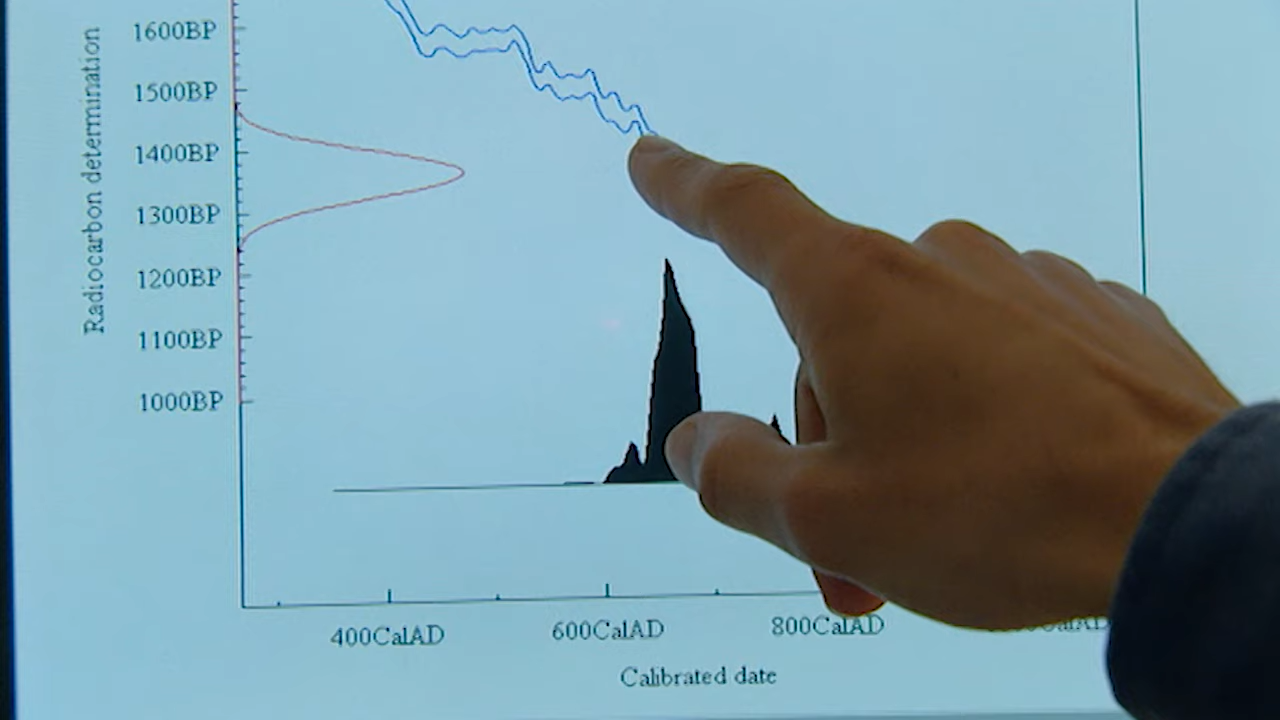 Radiocarbon determination
1600BP
1500BP
1400BP
1300BP
1200BP
1100BP
1000BP
400CalAD
600CalAD
800CalAD
Calibrated date